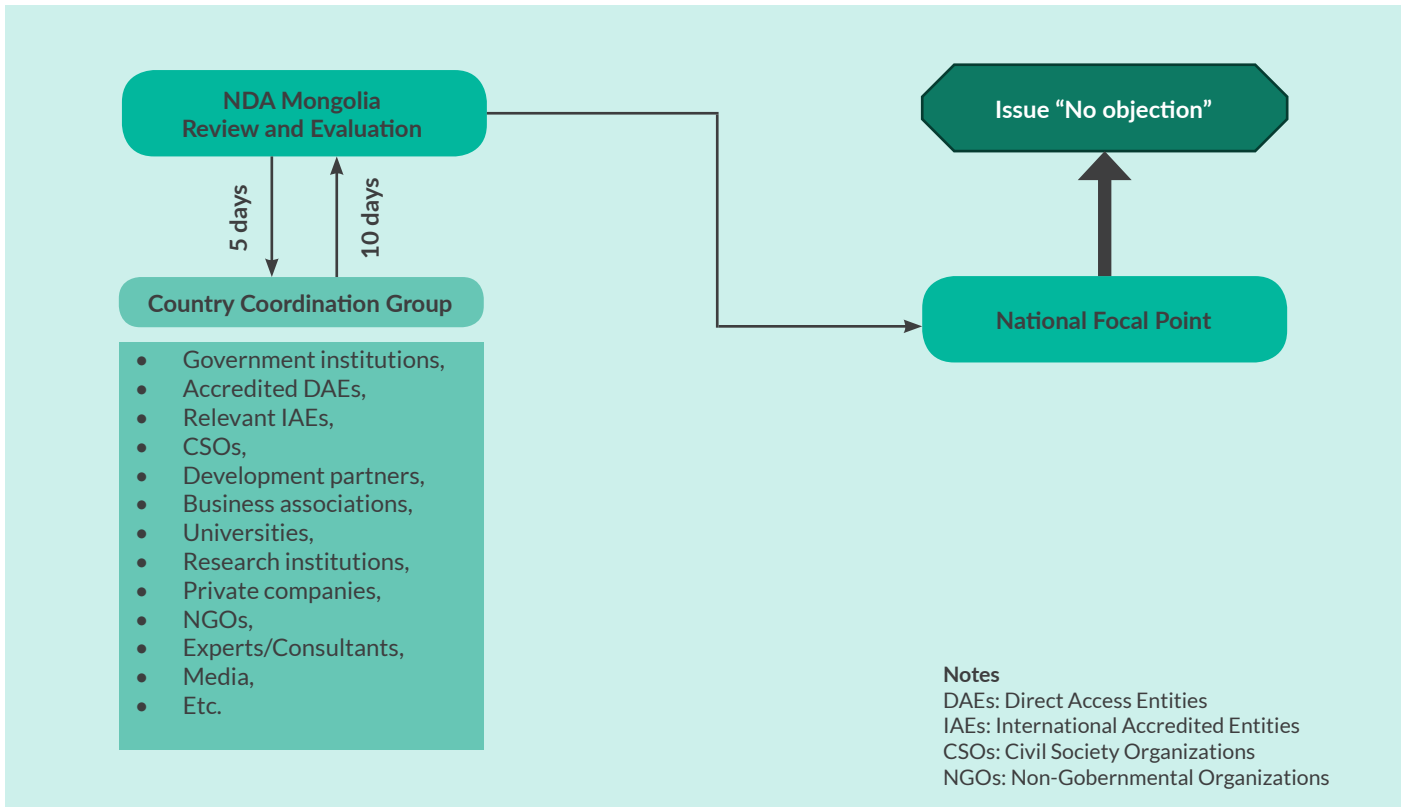 NDA Mongolia
Review and Evaluation
Issue “No objection”
5 days
10 days
Country Coordination Group
National Focal Point
• Government institutions,
• Accredited DAEs,
• Relevant IAEs,
• CSOs,
• Development partners,
• Business associations,
• Universities,
• Research institutions,
• Private companies,
• NGOs,
• Experts/Consultants,
• Media,
• Etc.
Notes
DAEs: Direct Access Entities
IAEs: International Accredited Entities
CSOs: Civil Society Organizations
NGOs: Non-Gobernmental Organizations